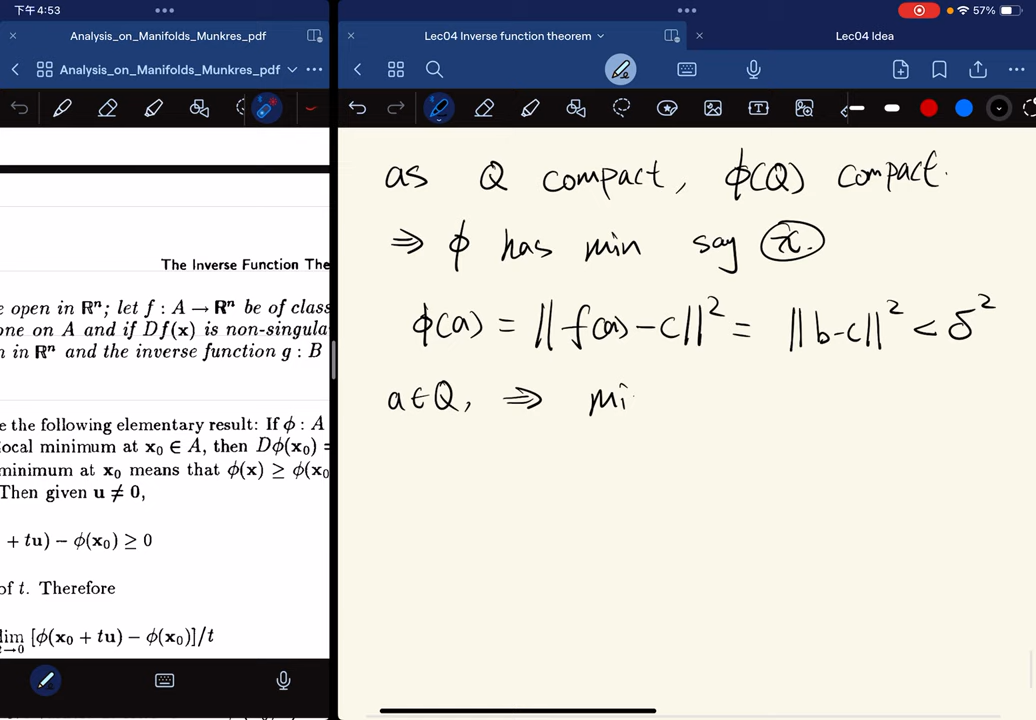 下午4:53
57%
Analysis_on_Manifolds_Munkres_pdf
Lec04 Inverse function theorem
Lec04 Idea
Analysis_on_Manifolds_Munkres_pdf
The Inverse Function The
e open in Rⁿ; let f : A → Rⁿ be of class
one on A and if Df(x) is non-singula
n in Rⁿ and the inverse function g : B
e the following elementary result: If ϕ : A
local minimum at x₀ ∈ A, then Dϕ(x₀) =
minimum at x₀ means that ϕ(x) ≥ ϕ(x₀
Then given u ≠ 0,
+ tu) − ϕ(x₀) ≥ 0
of t. Therefore
lim [ϕ(x₀ + tu) − ϕ(x₀)]/t
→0
as Q compact, ϕ(Q) compact.
⇒ ϕ has min say x.
ϕ(a) = ||f(a)-c||² = ||b-c||² < δ²
a∈Q, ⇒ mi